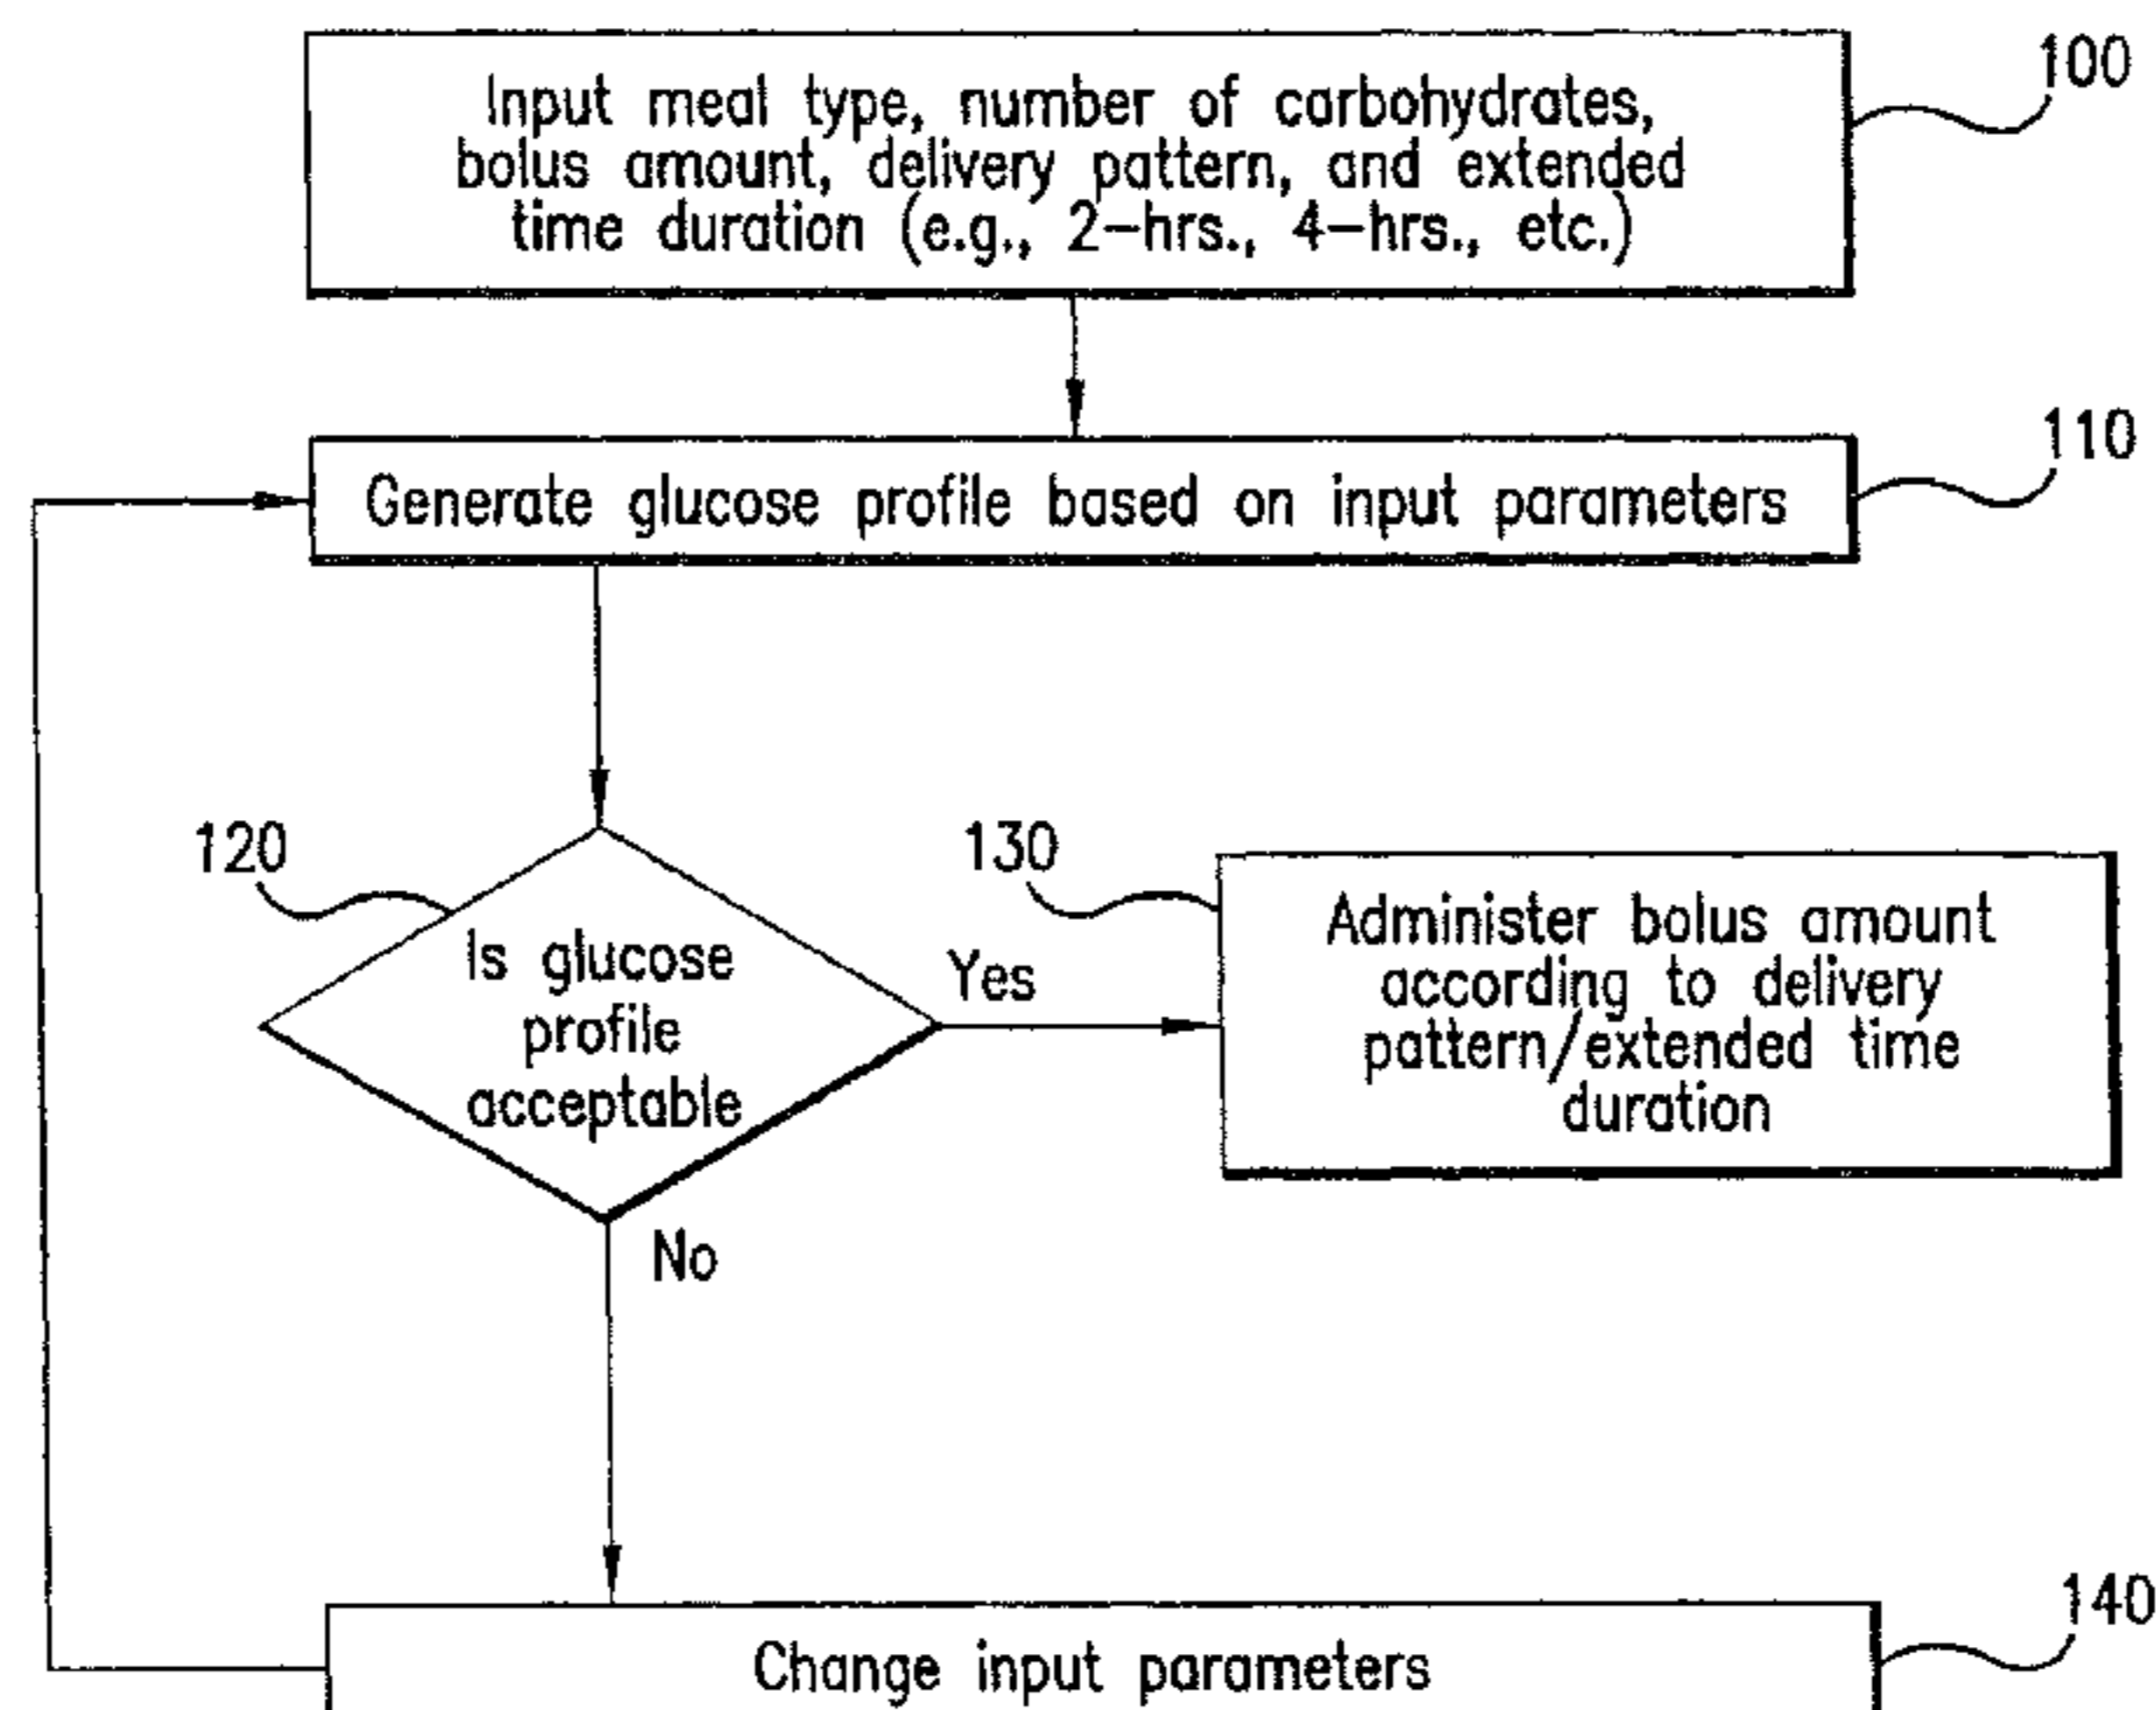 100
Input meal type, number of carbohydrates,
bolus amount, delivery pattern, and extended
time duration (e.g., 2-hrs., 4-hrs., etc.)
110
Generate glucose profile based on input parameters
120
Is glucose
profile
acceptable
Yes
No
130
Administer bolus amount
according to delivery
pattern/extended time
duration
140
Change input parameters